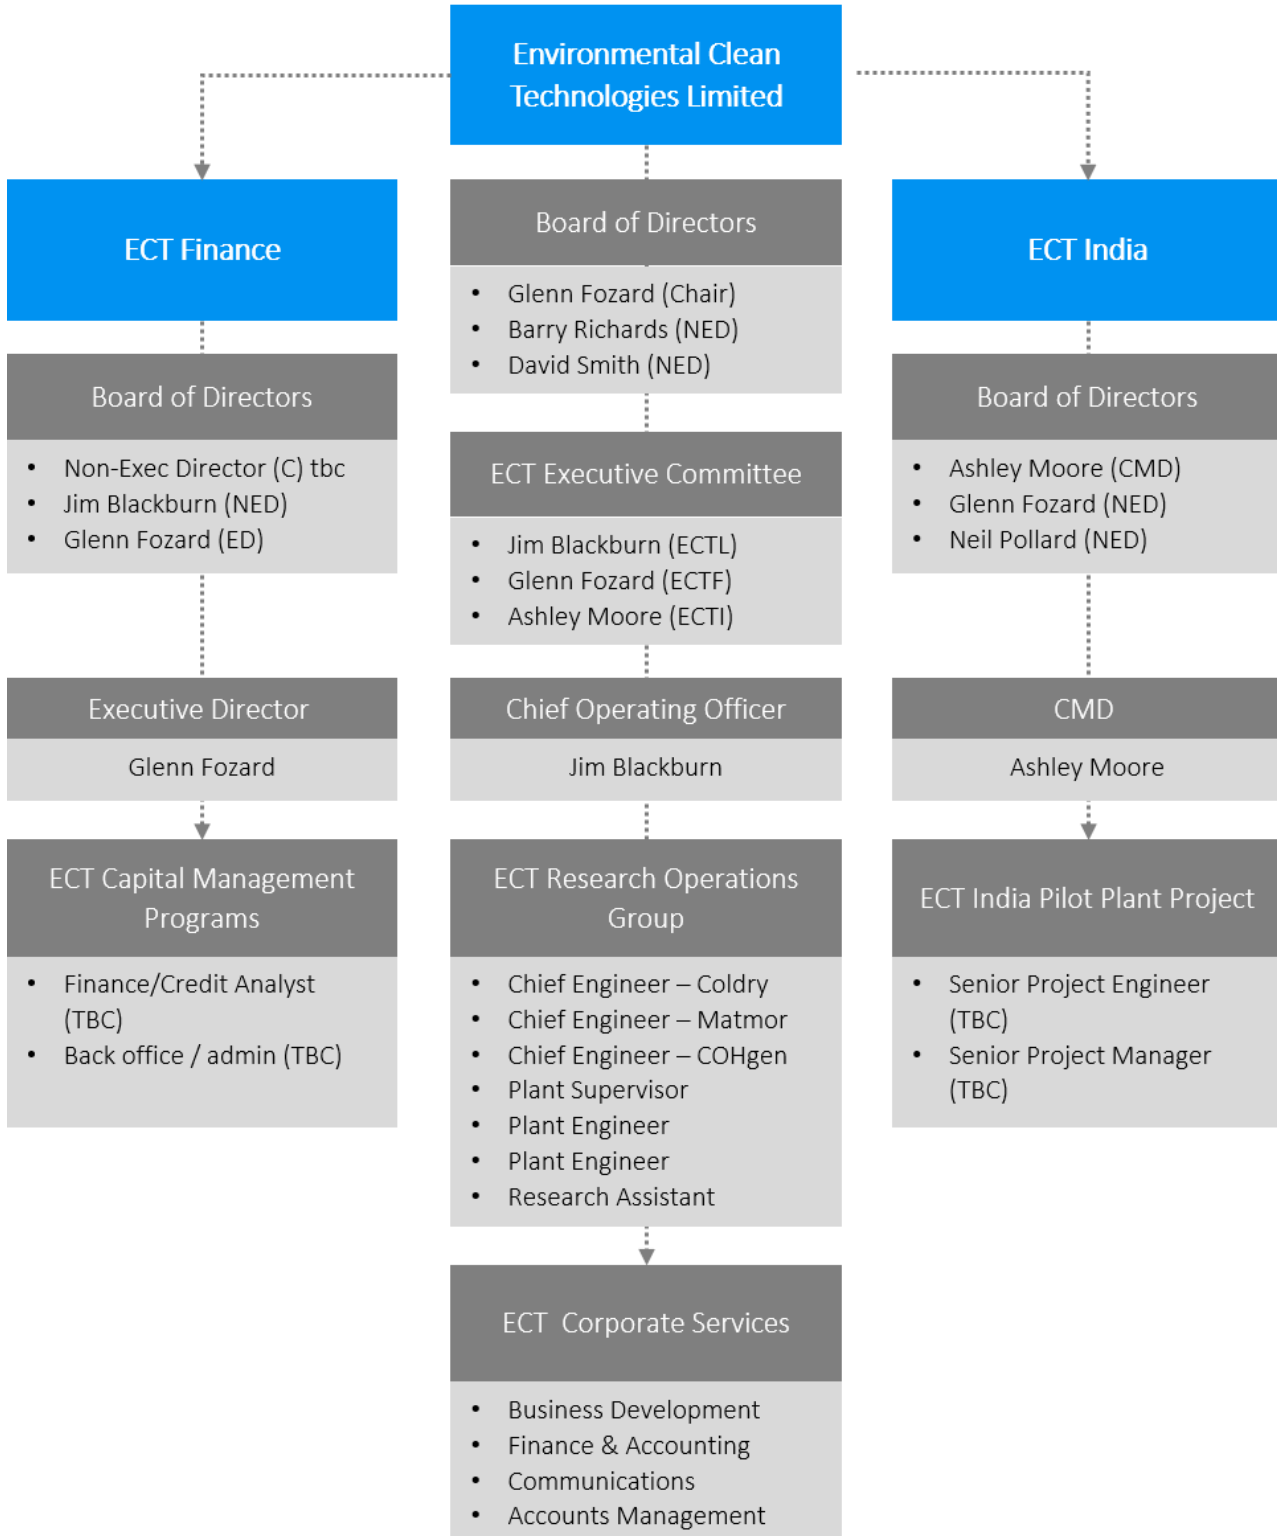 Environmental Clean
Technologies Limited
ECT Finance
Board of Directors
• Non-Exec Director (C) tbc
• Jim Blackburn (NED)
• Glenn Fozard (ED)
Executive Director
Glenn Fozard
ECT Capital Management
Programs
• Finance/Credit Analyst
(TBC)
• Back office / admin (TBC)
Board of Directors
• Glenn Fozard (Chair)
• Barry Richards (NED)
• David Smith (NED)
ECT Executive Committee
• Jim Blackburn (ECTL)
• Glenn Fozard (ECTF)
• Ashley Moore (ECTI)
Chief Operating Officer
Jim Blackburn
ECT Research Operations
Group
• Chief Engineer – Coldry
• Chief Engineer – Matmor
• Chief Engineer – COHgen
• Plant Supervisor
• Plant Engineer
• Plant Engineer
• Research Assistant
ECT Corporate Services
• Business Development
• Finance & Accounting
• Communications
• Accounts Management
ECT India
Board of Directors
• Ashley Moore (CMD)
• Glenn Fozard (NED)
• Neil Pollard (NED)
CMD
Ashley Moore
ECT India Pilot Plant Project
• Senior Project Engineer
(TBC)
• Senior Project Manager
(TBC)